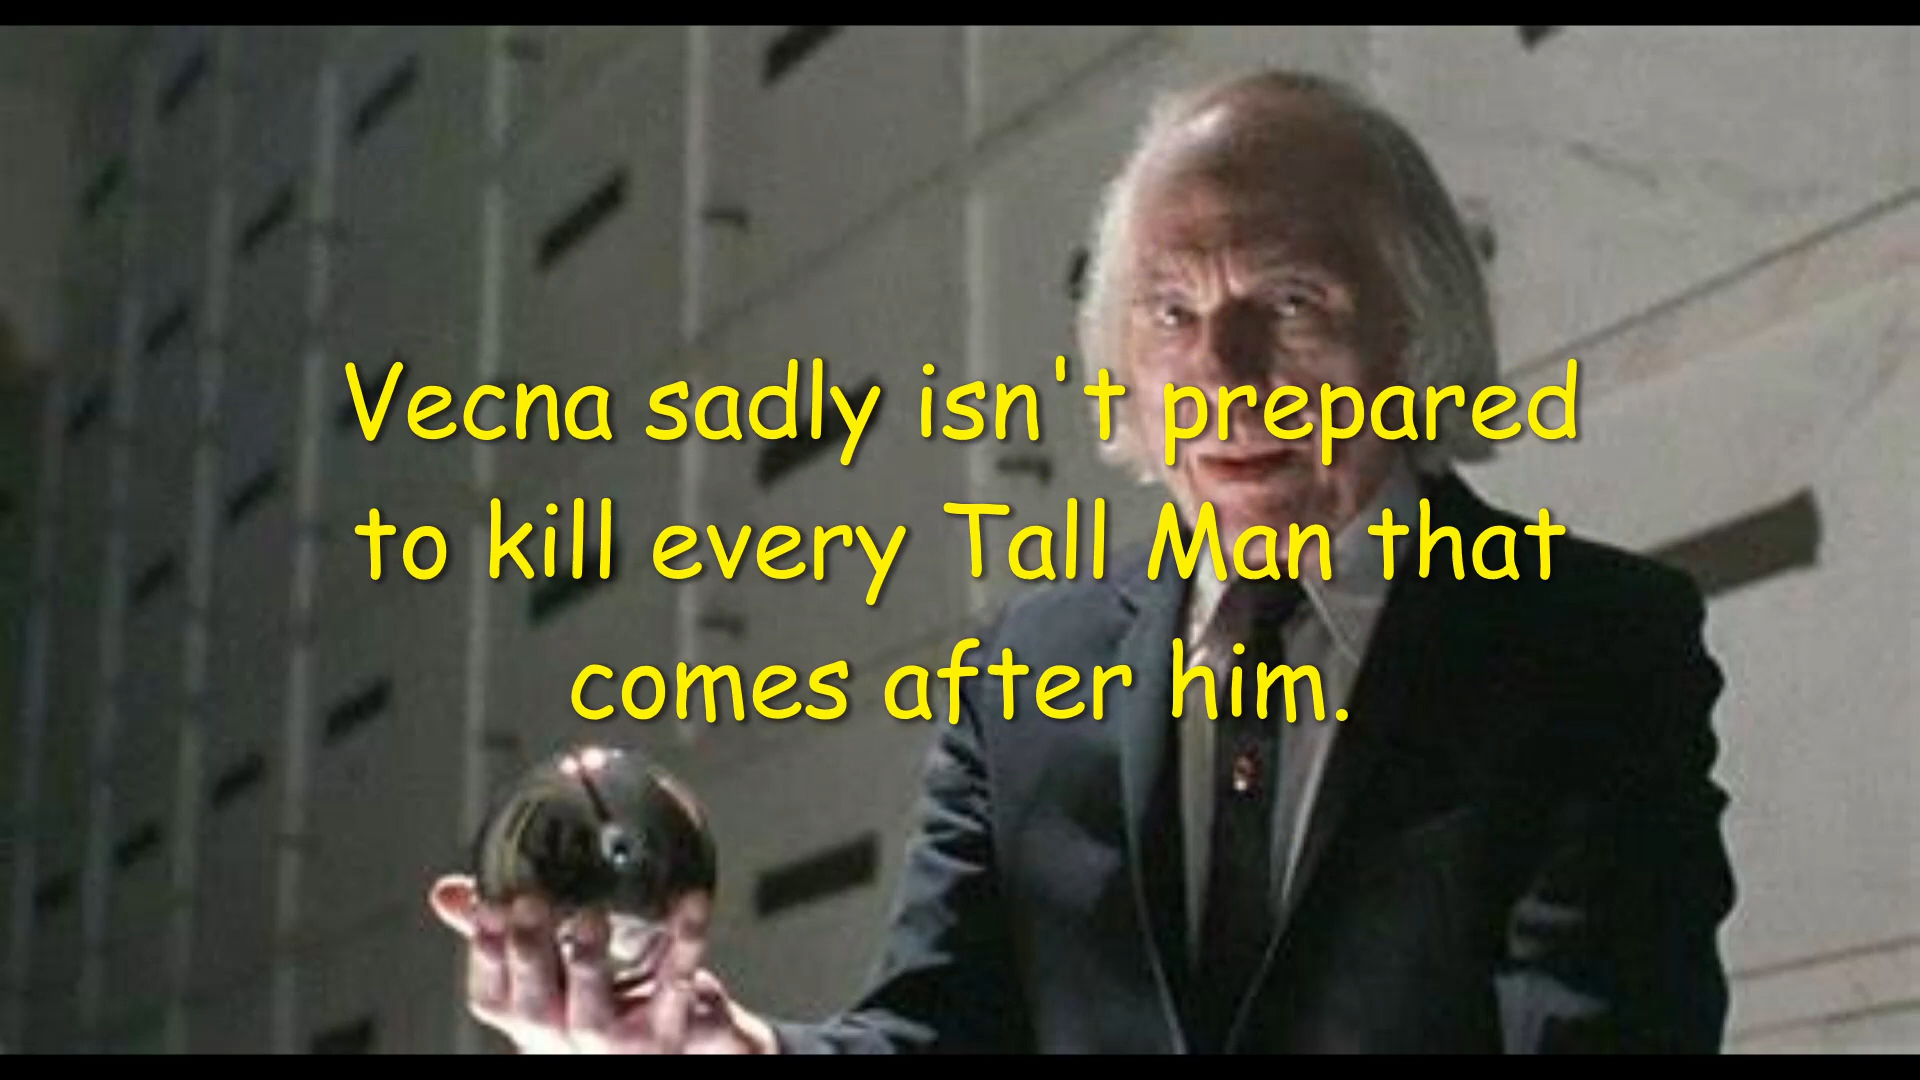 Vecna sadly isn't prepared
to kill every Tall Man that
comes after him.